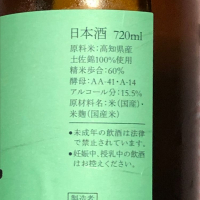 日本酒 720ml
原料米:高知県産
土佐錦100%使用
精米歩合:60%
酵母:AA-41・A-14
アルコール分:15.5%
原材料名:米(国産)・
米麹(国産米)
●未成年の飲酒は法律
で禁止されています。
●妊娠中、授乳中の飲酒
はお控えください。
製造者